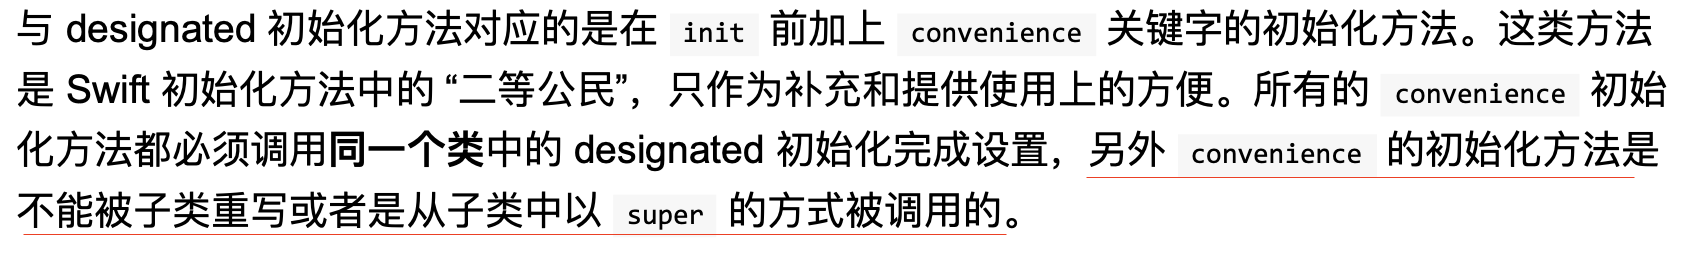 与 designated 初始化方法对应的是在 init 前加上 convenience 关键字的初始化方法。这类方法
是 Swift 初始化方法中的 “二等公民”，只作为补充和提供使用上的方便。所有的 convenience 初始
化方法都必须调用同一个类中的 designated 初始化完成设置，另外 convenience 的初始化方法是
不能被子类重写或者是从子类中以 super 的方式被调用的。